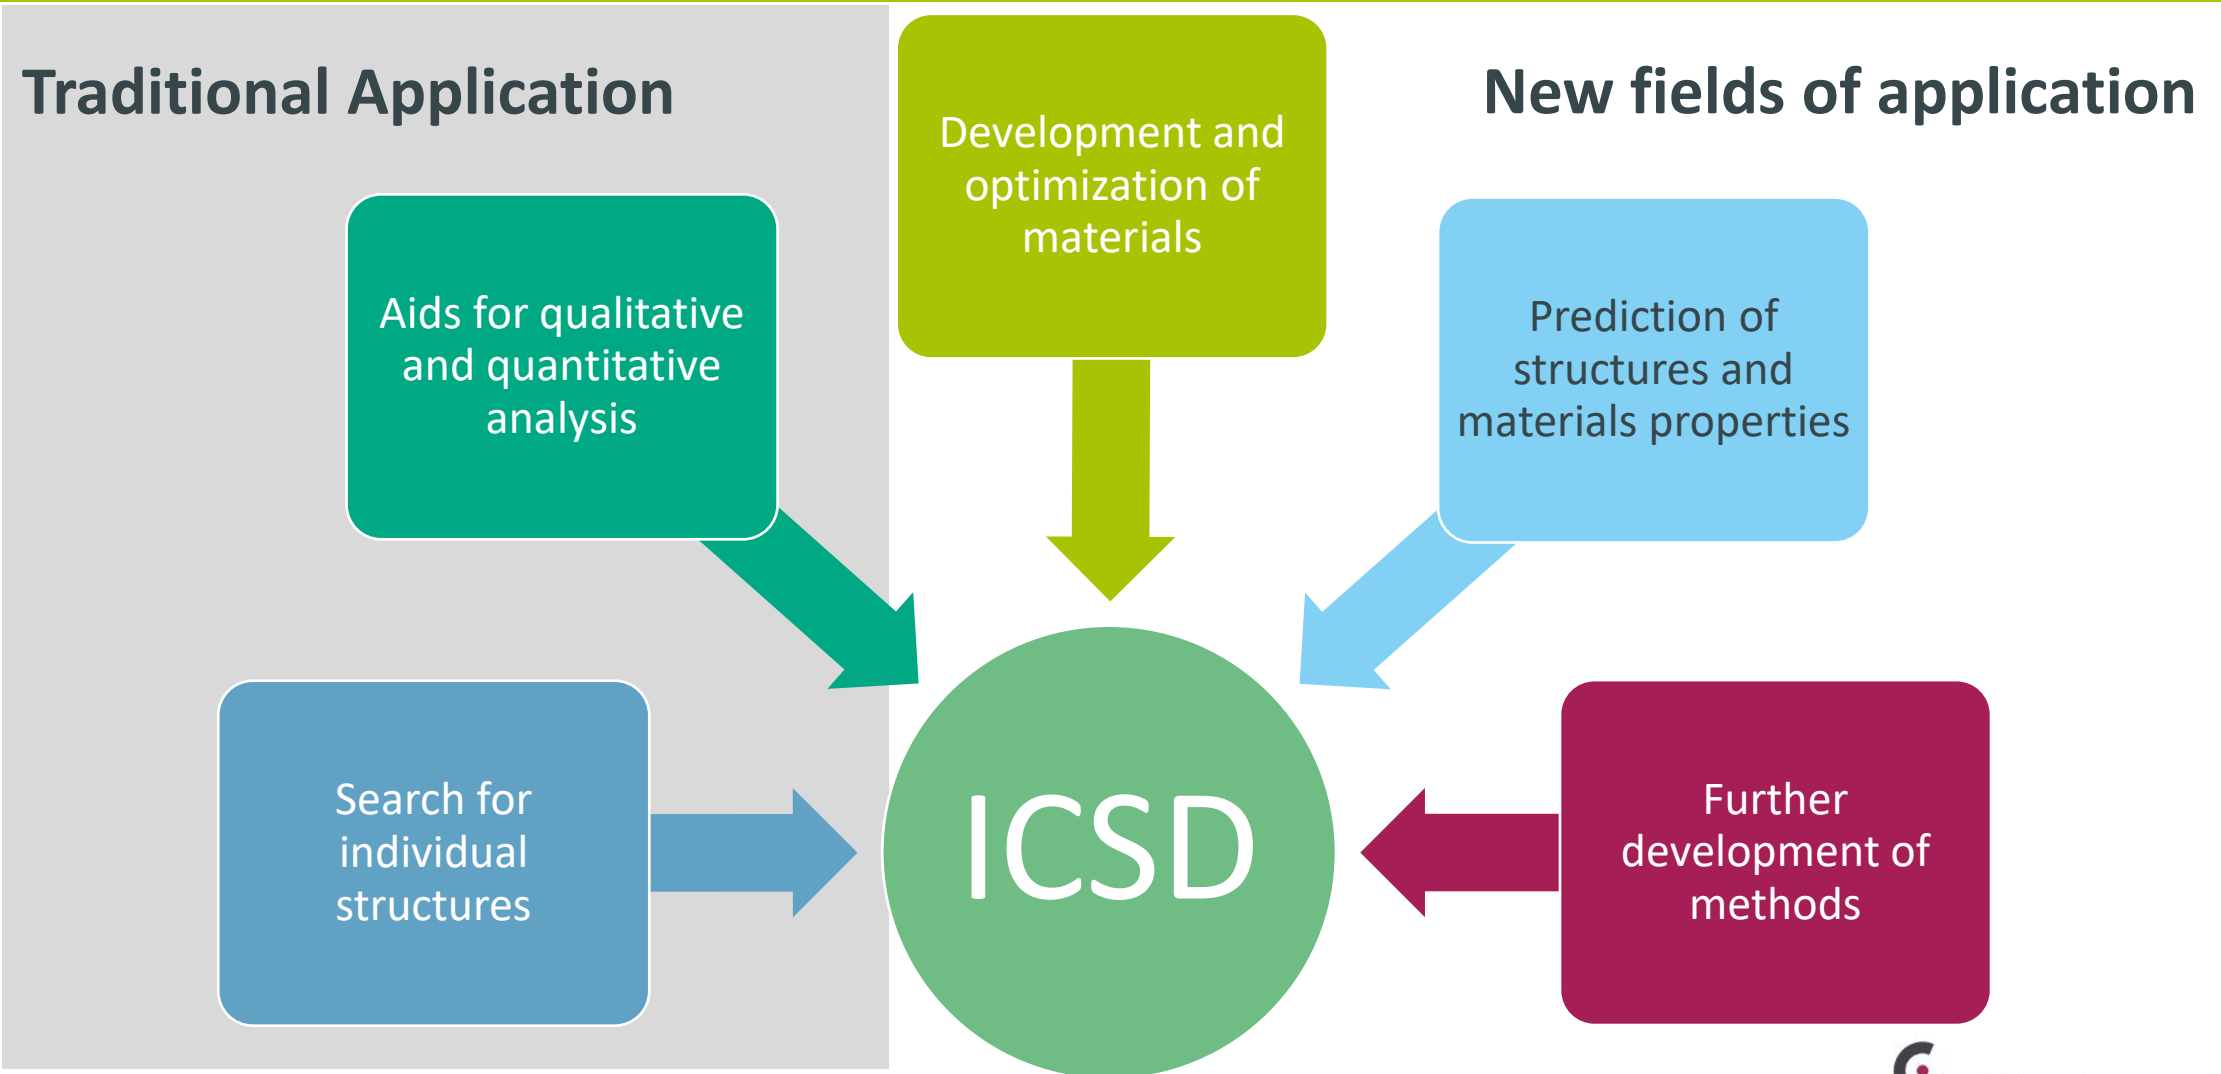 Traditional Application
New fields of application
Development and
optimization of
materials
Aids for qualitative
and quantitative
analysis
Prediction of
structures and
materials properties
Search for
individual
structures
ICSD
Further
development of
methods